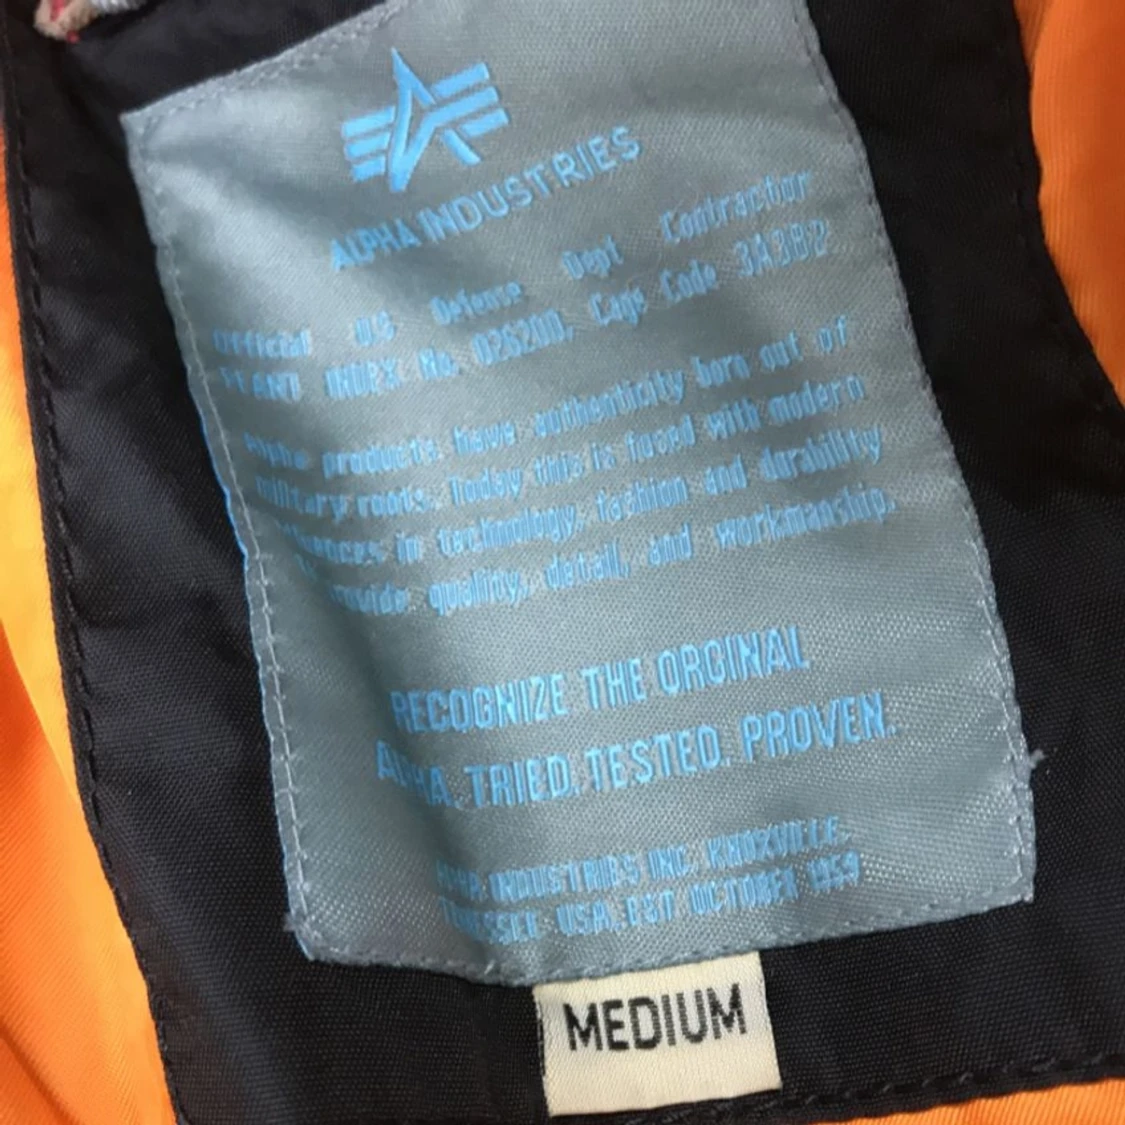 ALPHA INDUSTRIES
Official US Defense Dept Contractor
INDEX No. 026200, Cage Code 3A3BD
products have authenticity born out of
military roots. Today this is fused with modern
in technology, fashion and durability
quality, detail, and workmanship.
RECOGNIZE THE ORGINAL
ALPHA. TRIED. TESTED. PROVEN.
INDUSTRIES INC. KNOXVILLE,
USA, EST OCTOBER 1959
MEDIUM